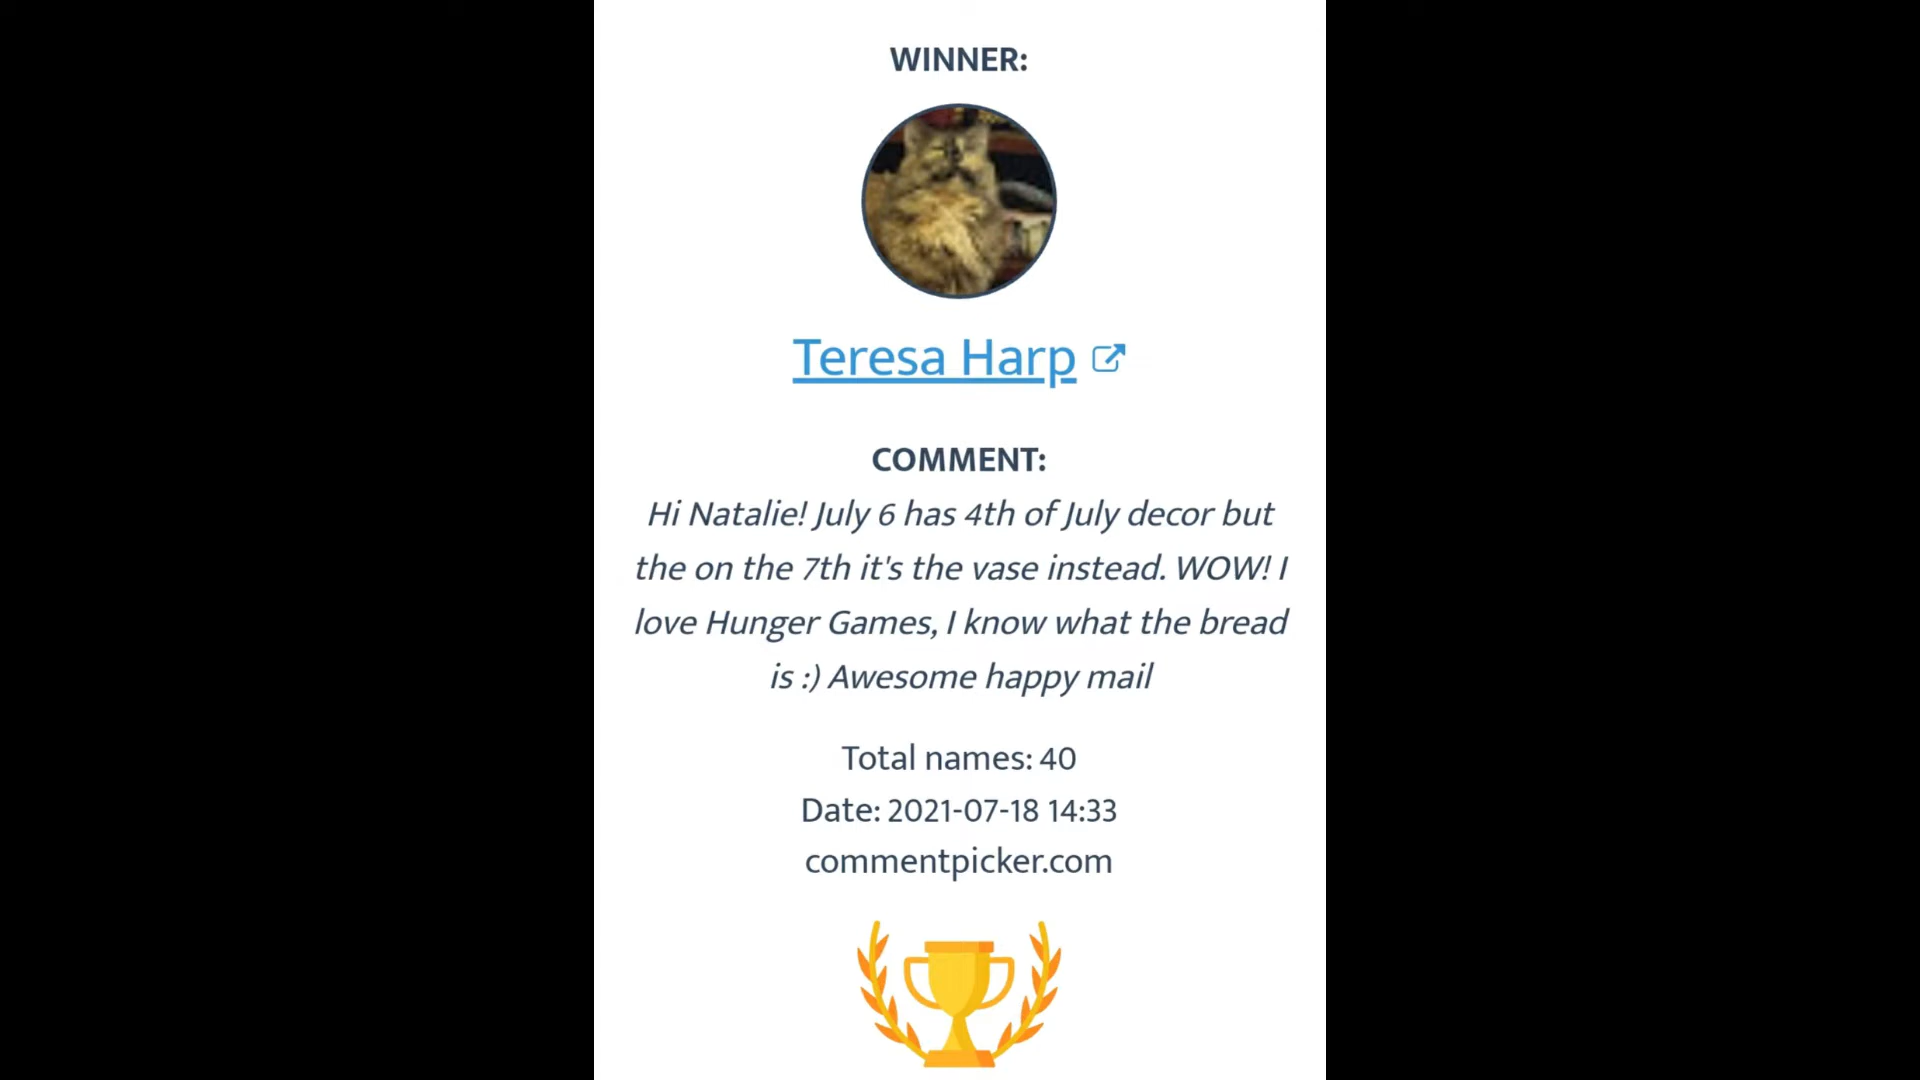 WINNER:
Teresa Harp
COMMENT:
Hi Natalie! July 6 has 4th of July decor but
the on the 7th it's the vase instead. WOW! I
love Hunger Games, I know what the bread
is :) Awesome happy mail
Total names: 40
Date: 2021-07-18 14:33
commentpicker.com